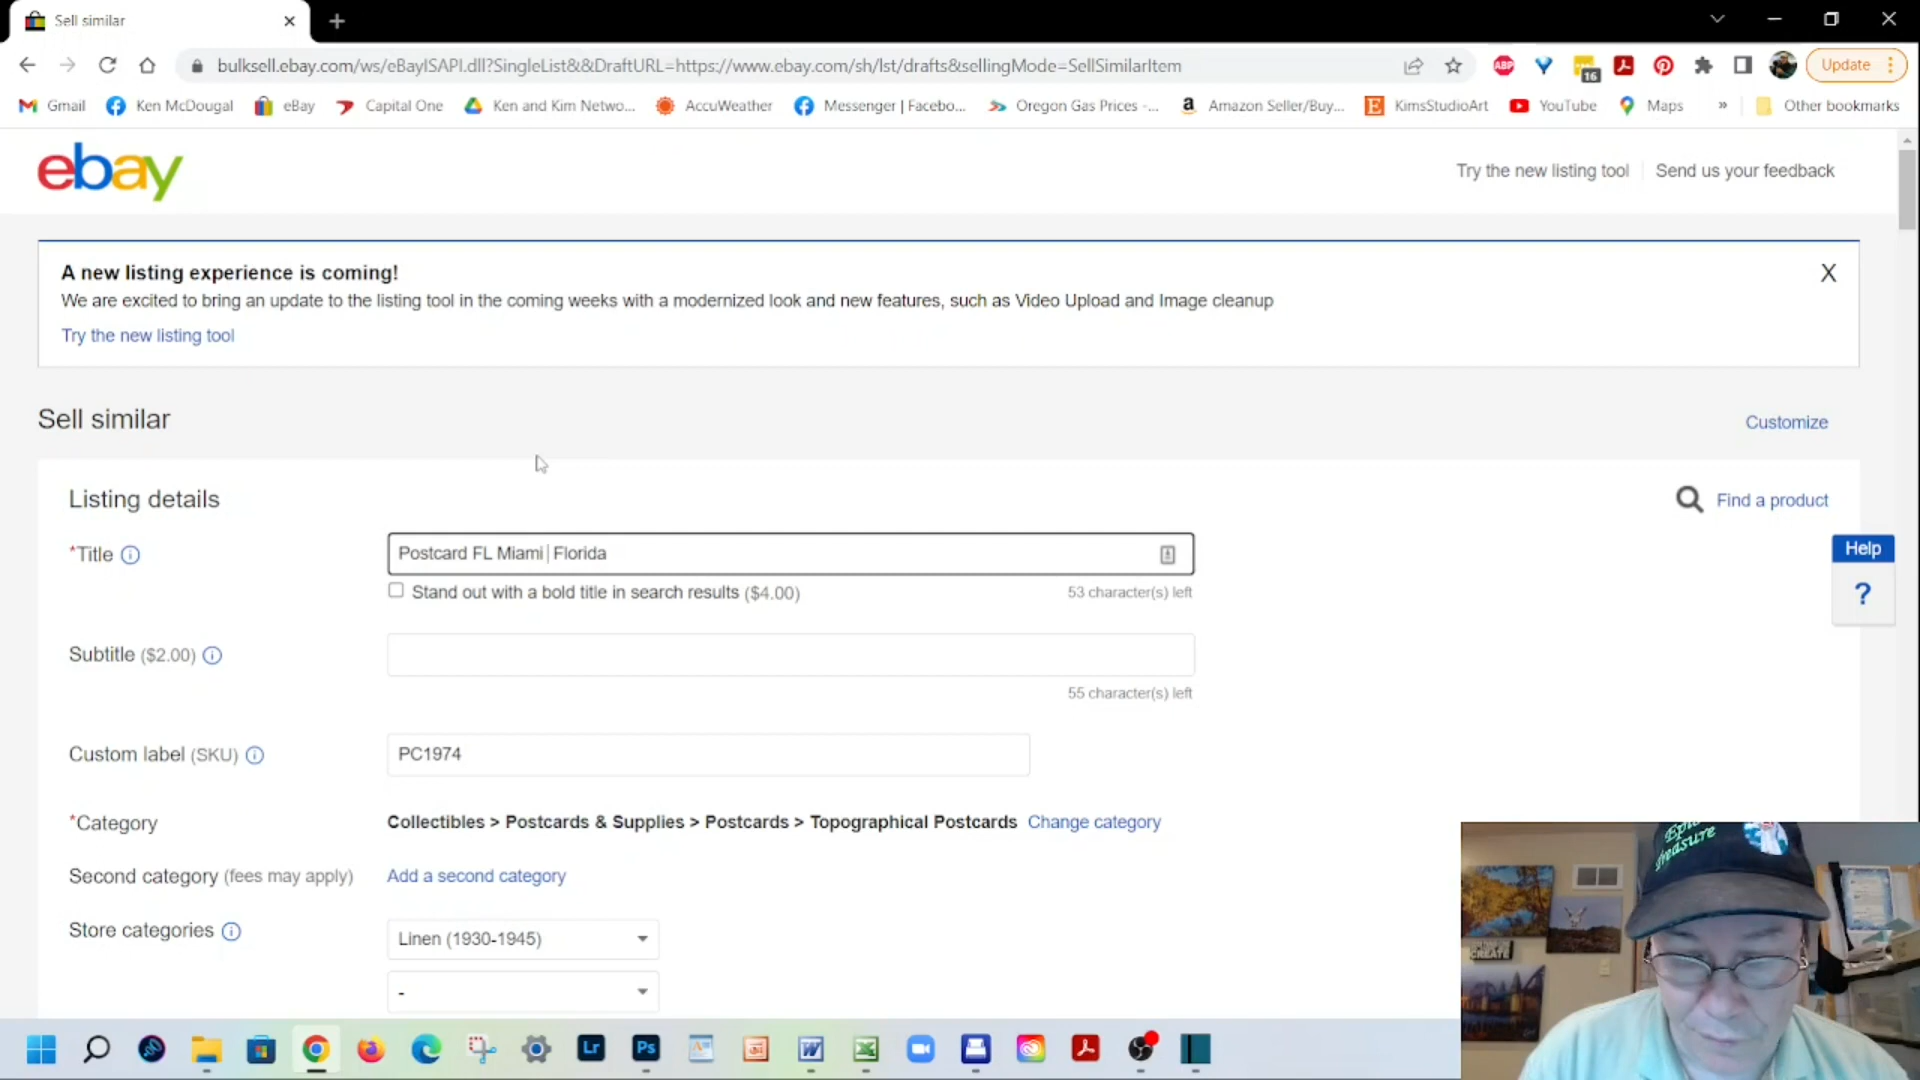 Sell similar
bulksell.ebay.com/ws/eBayISAPI.dll?SingleList&&DraftURL=https://www.ebay.com/sh/lst/drafts&sellingMode=SellSimilarItem
ABP
16
Update
Gmail
Ken McDougal
eBay
Capital One
Ken and Kim Netwo...
AccuWeather
Messenger | Facebo...
Oregon Gas Prices -...
Amazon Seller/Buy...
KimsStudioArt
YouTube
Maps
»
Other bookmarks
ebay
Try the new listing tool
Send us your feedback
A new listing experience is coming!
X
We are excited to bring an update to the listing tool in the coming weeks with a modernized look and new features, such as Video Upload and Image cleanup
Try the new listing tool
Sell similar
Customize
Listing details
Find a product
*Title
Postcard FL Miami Florida
Help
?
Stand out with a bold title in search results ($4.00)
53 character(s) left
Subtitle ($2.00)
55 character(s) left
Custom label (SKU)
PC1974
*Category
Collectibles > Postcards & Supplies > Postcards > Topographical Postcards
Change category
Second category (fees may apply)
Add a second category
Store categories
Linen (1930-1945)
-
Epic
Treasure
CREATE
Lr
Ps